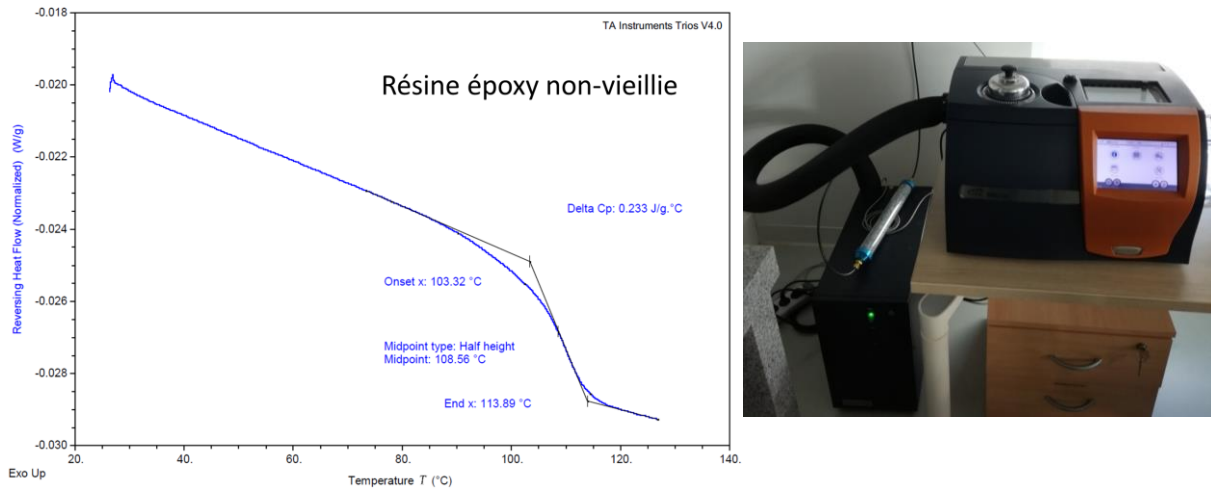 TA Instruments Trios V4.0
Résine époxy non-vieillie
-0.018
-0.020
-0.022
-0.024
-0.026
-0.028
-0.030
Reversing Heat Flow (Normalized) (W/g)
Delta Cp: 0.233 J/g.°C
Onset x: 103.32 °C
Midpoint type: Half height
Midpoint: 108.56 °C
End x: 113.89 °C
20.
40.
60.
80.
100.
120.
140.
Exo Up
Temperature T (°C)